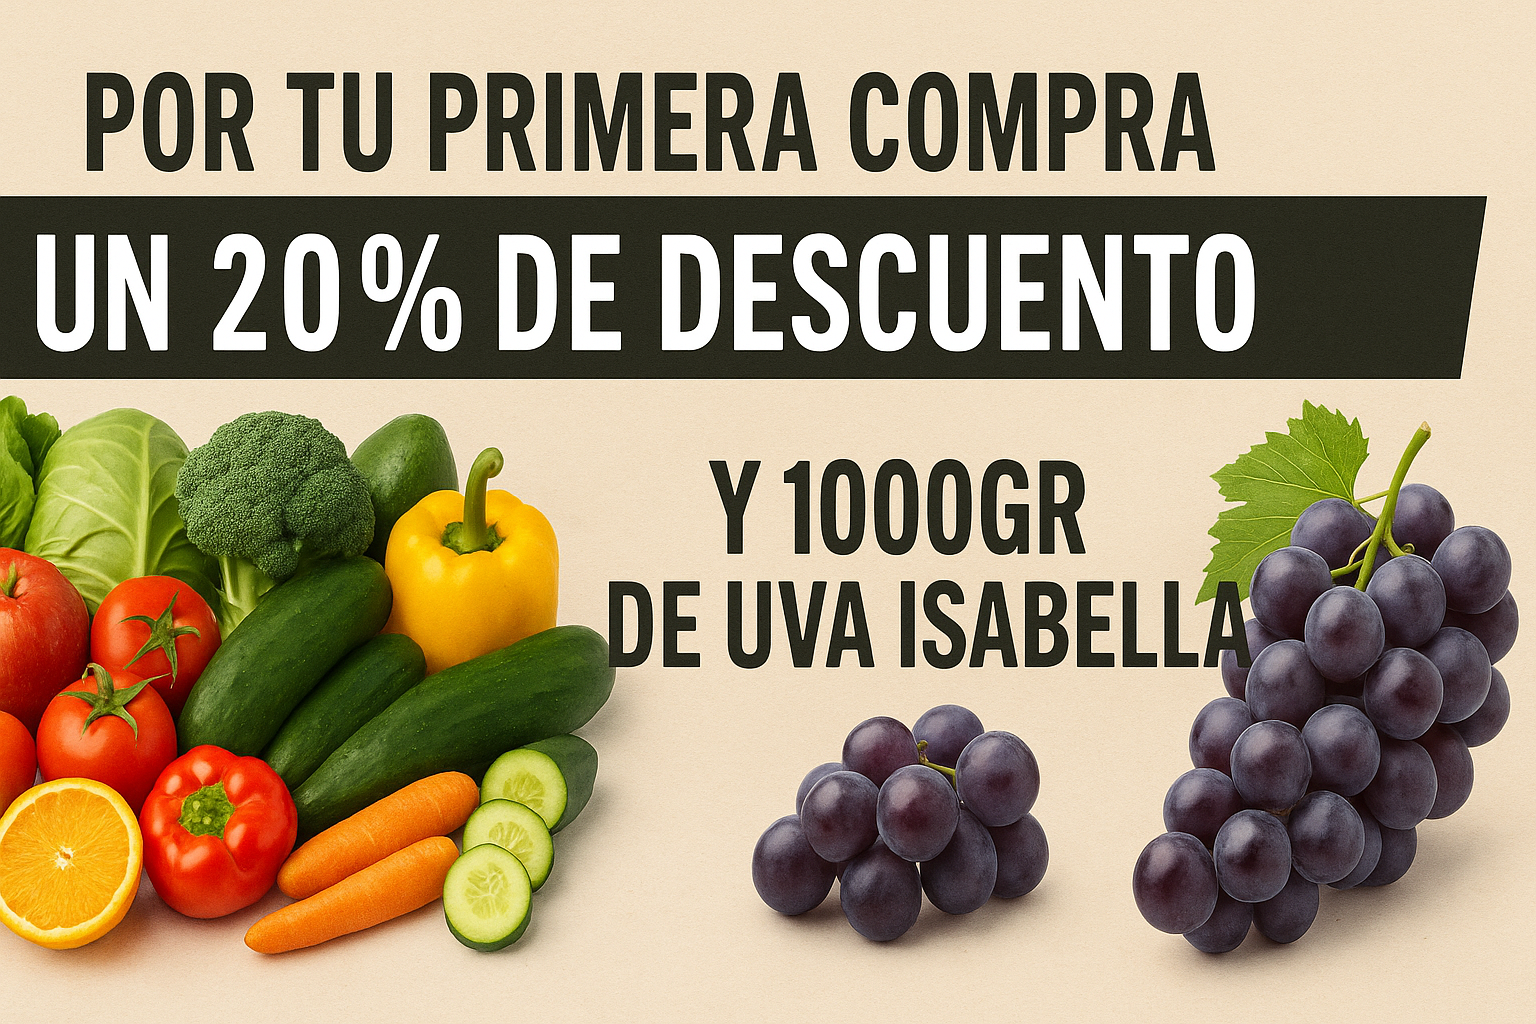 POR TU PRIMERA COMPRA
UN 20% DE DESCUENTO
Y 1000GR
DE UVA ISABELLA